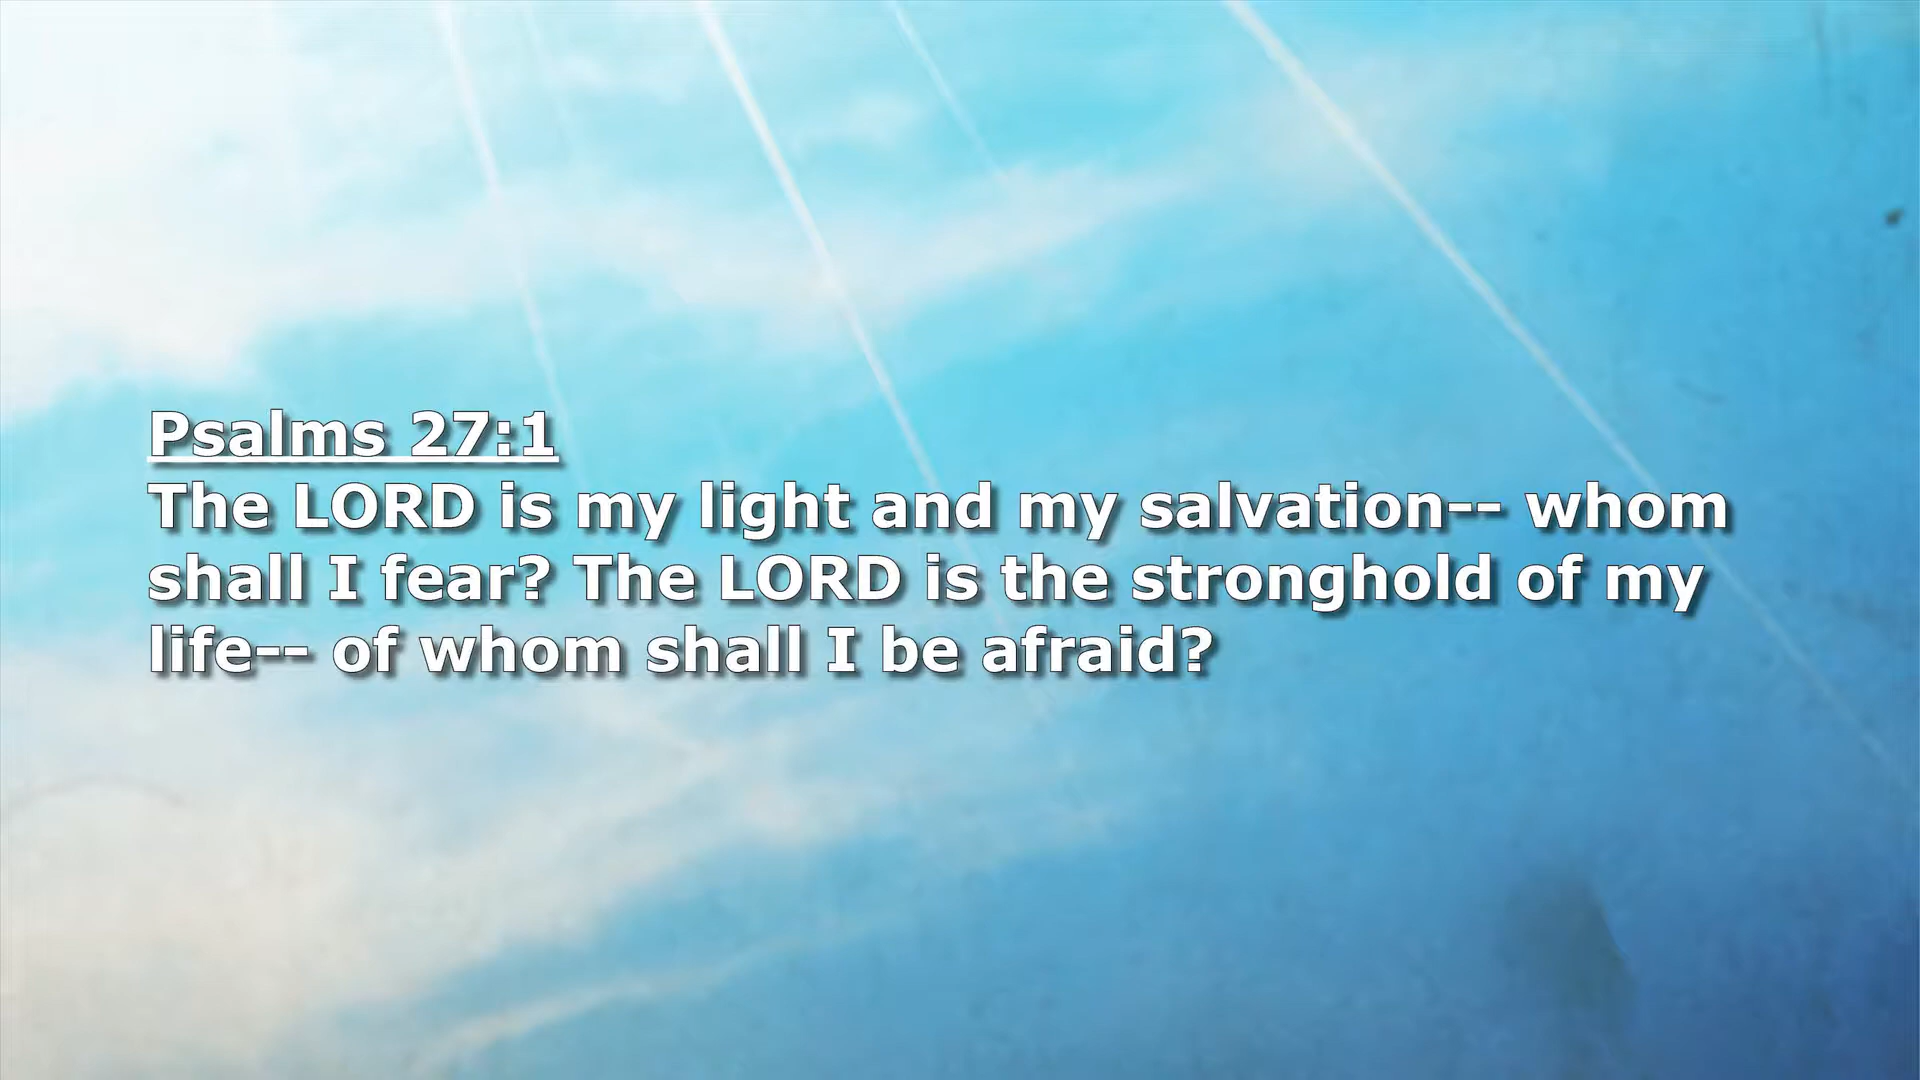 Psalms 27:1
The LORD is my light and my salvation-- whom
shall I fear? The LORD is the stronghold of my
life-- of whom shall I be afraid?